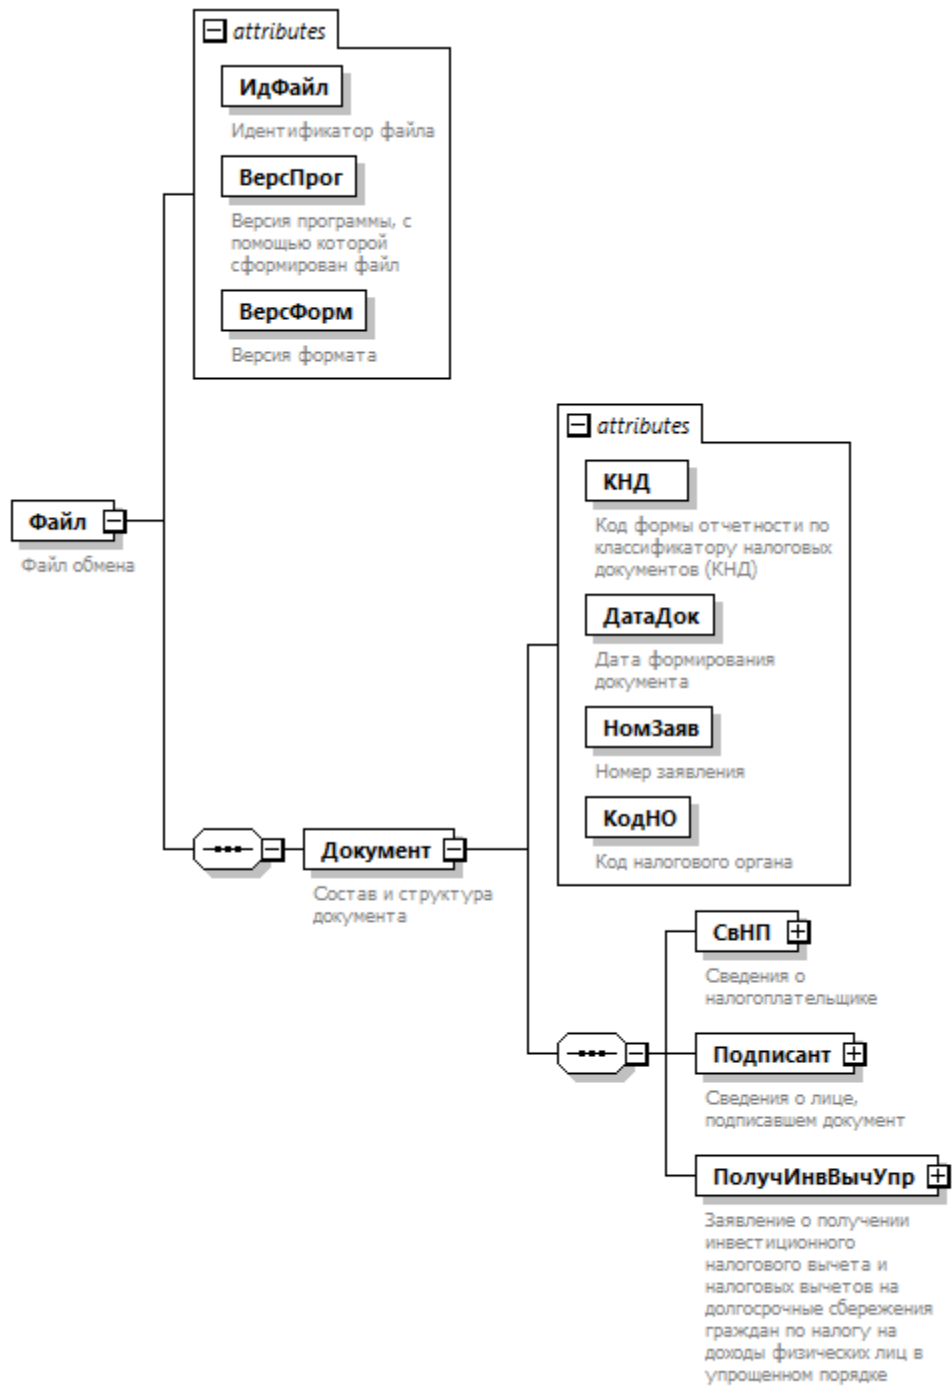 attributes
ИдФайл
Идентификатор файла
ВерсПрог
Версия программы, с
помощью которой
сформирован файл
ВерсФорм
Версия формата
Файл
Файл обмена
attributes
КНД
Код формы отчетности по
классификатору налоговых
документов (КНД)
ДатаДок
Дата формирования
документа
НомЗаяв
Номер заявления
КодНО
Код налогового органа
Документ
Состав и структура
документа
СвНП
Сведения о
налогоплательщике
Подписант
Сведения о лице,
подписавшем документ
ПолучИнвВычУпр
Заявление о получении
инвестиционного
налогового вычета и
налоговых вычетов на
долгосрочные сбережения
граждан по налогу на
доходы физических лиц в
упрощенном порядке